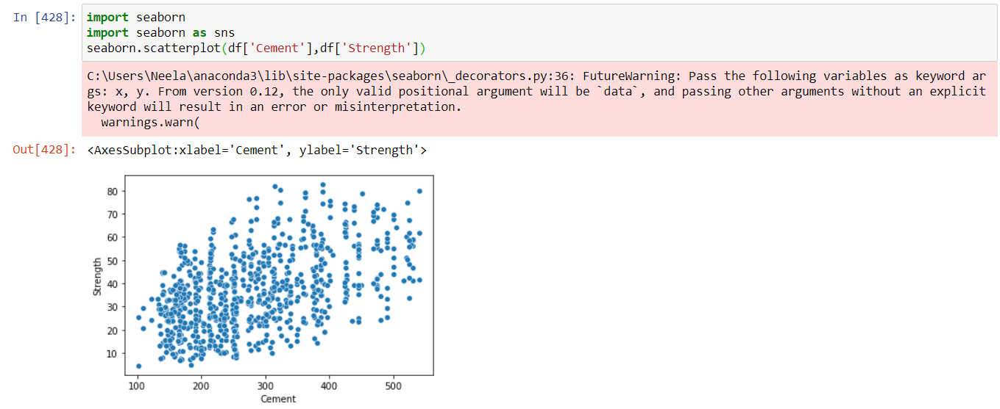 In [428]: import seaborn
import seaborn as sns
seaborn.scatterplot(df['Cement'],df['Strength'])
C:\Users\Neela\anaconda3\lib\site-packages\seaborn\_decorators.py:36: FutureWarning: Pass the following variables as keyword ar
gs: x, y. From version 0.12, the only valid positional argument will be `data`, and passing other arguments without an explicit
keyword will result in an error or misinterpretation.
  warnings.warn(
Out[428]: <AxesSubplot:xlabel='Cement', ylabel='Strength'>
80
70
60
50
40
30
20
10
Strength
100 200 300 400 500
Cement